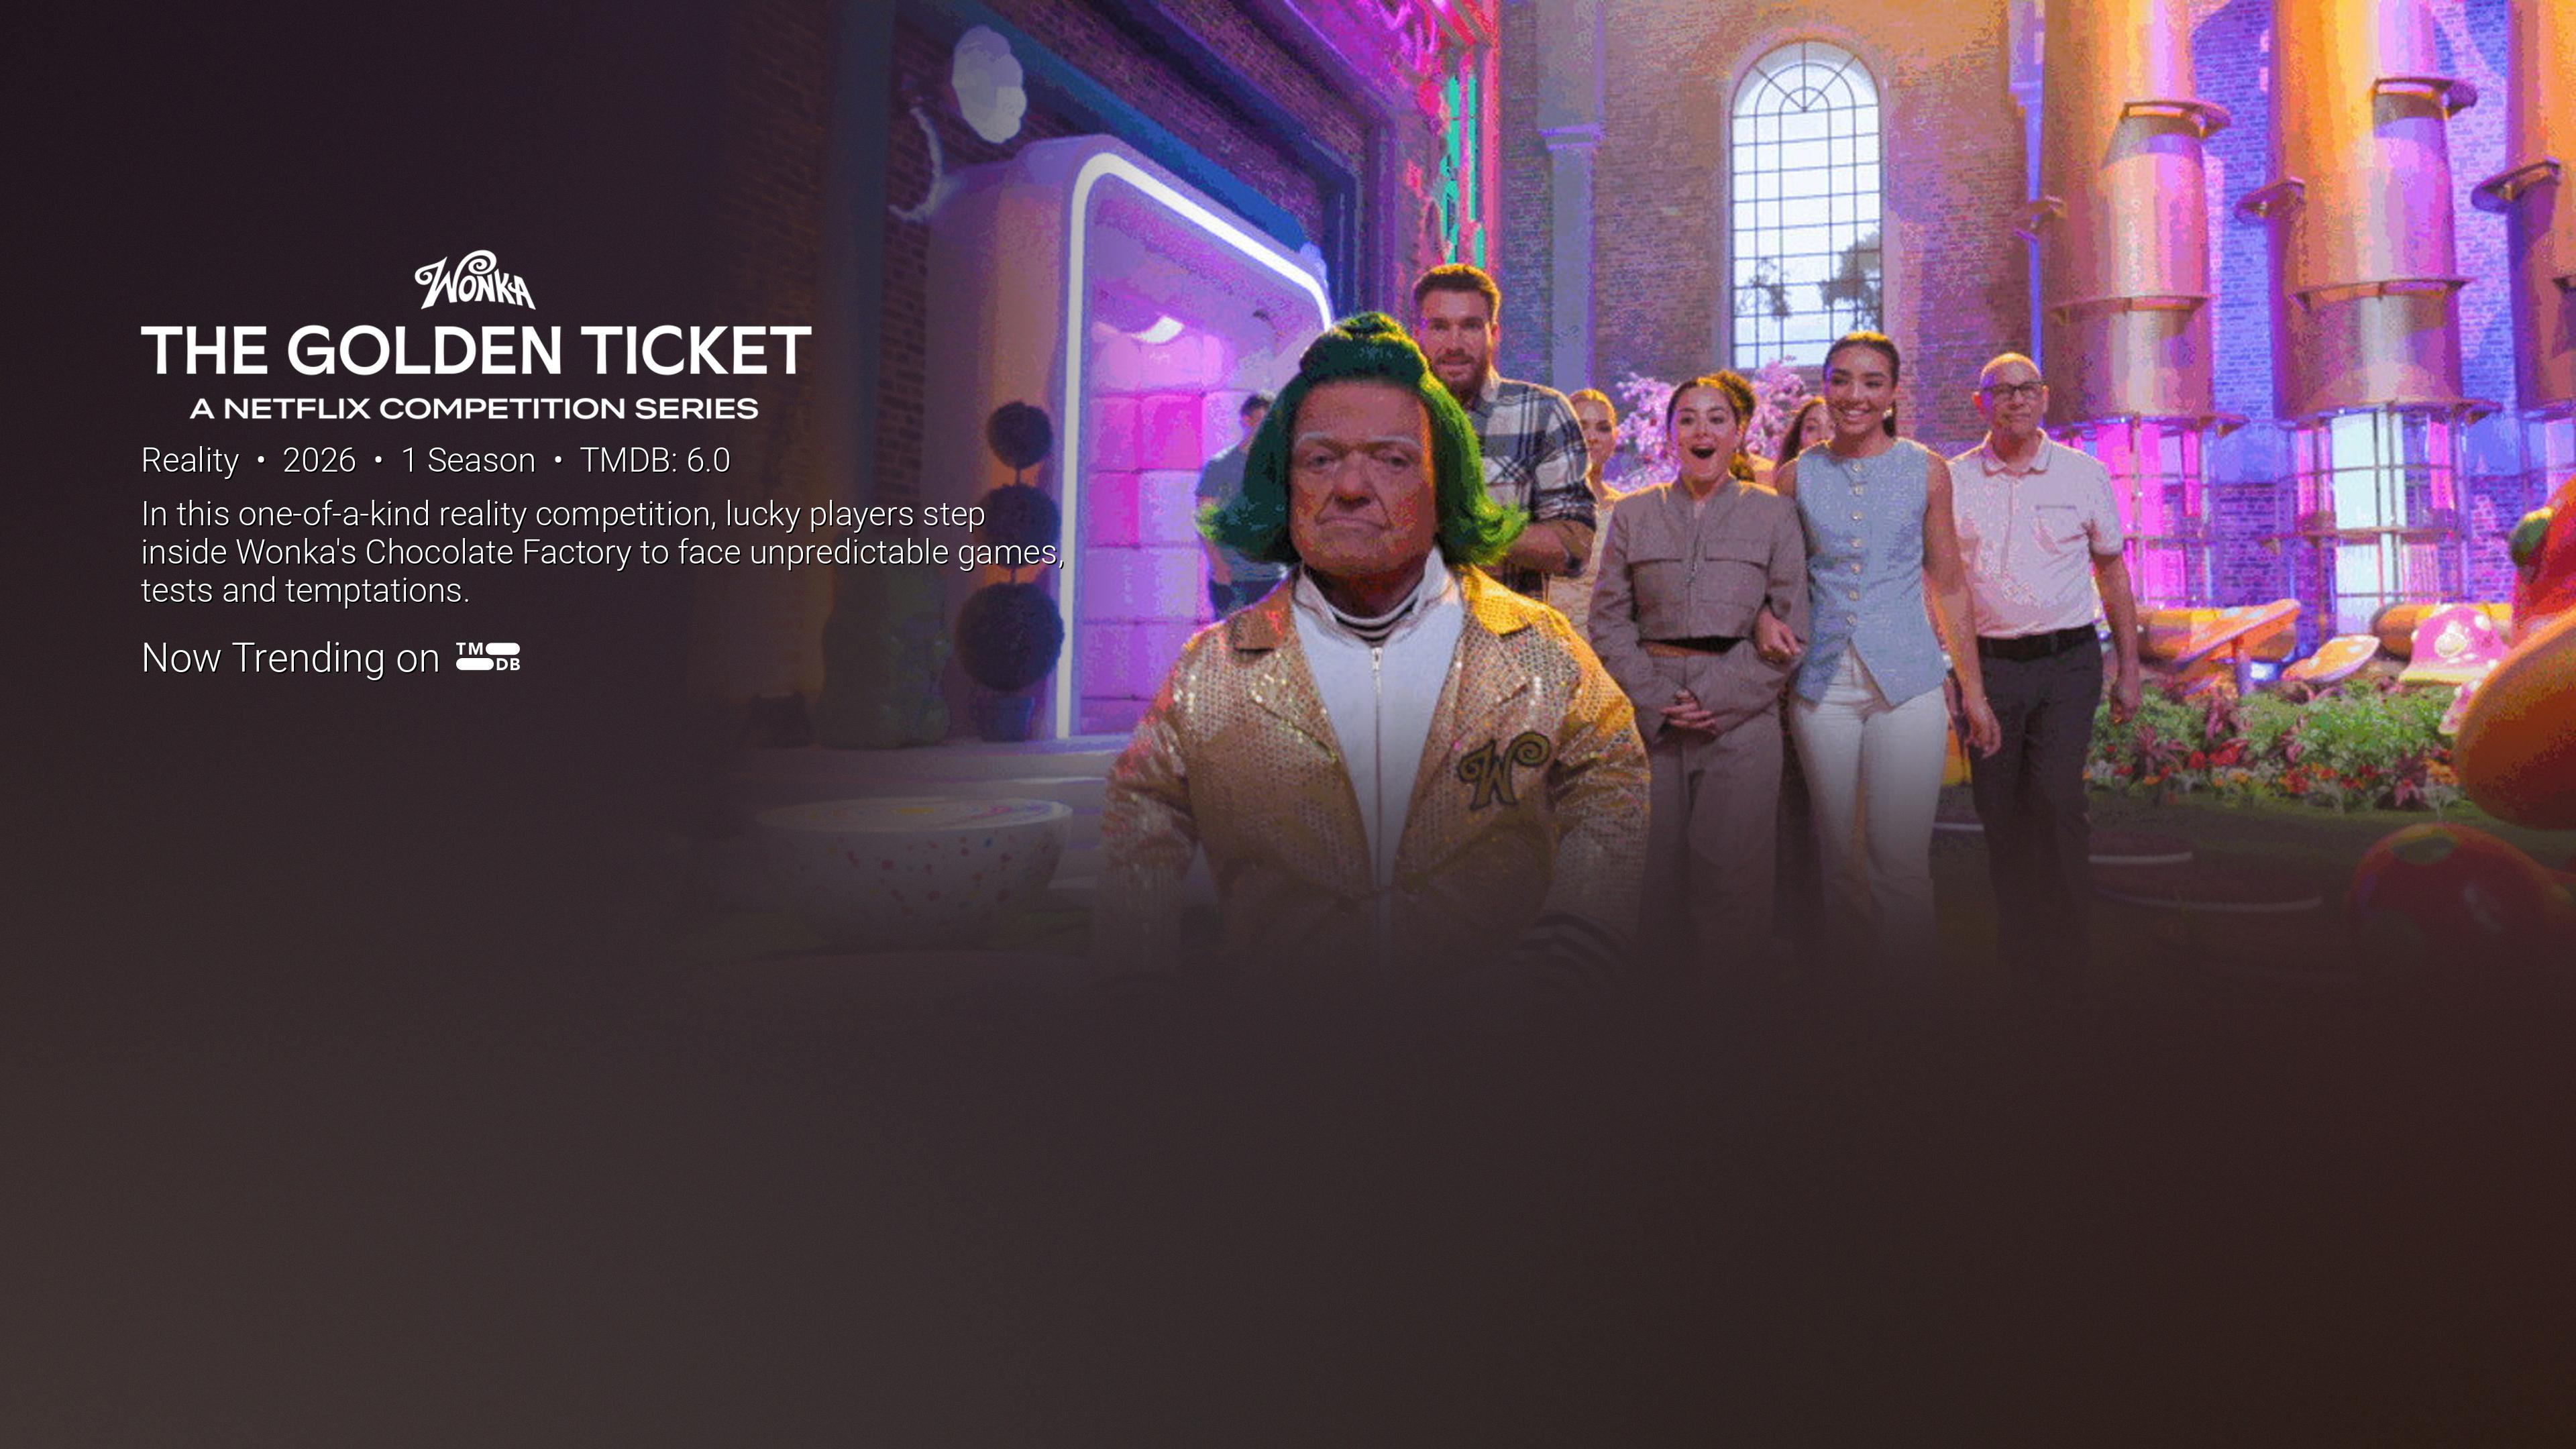 WONKA
THE GOLDEN TICKET
A NETFLIX COMPETITION SERIES
Reality • 2026 • 1 Season • TMDB: 6.0
In this one-of-a-kind reality competition, lucky players step
inside Wonka's Chocolate Factory to face unpredictable games,
tests and temptations.
Now Trending on TMDB
W